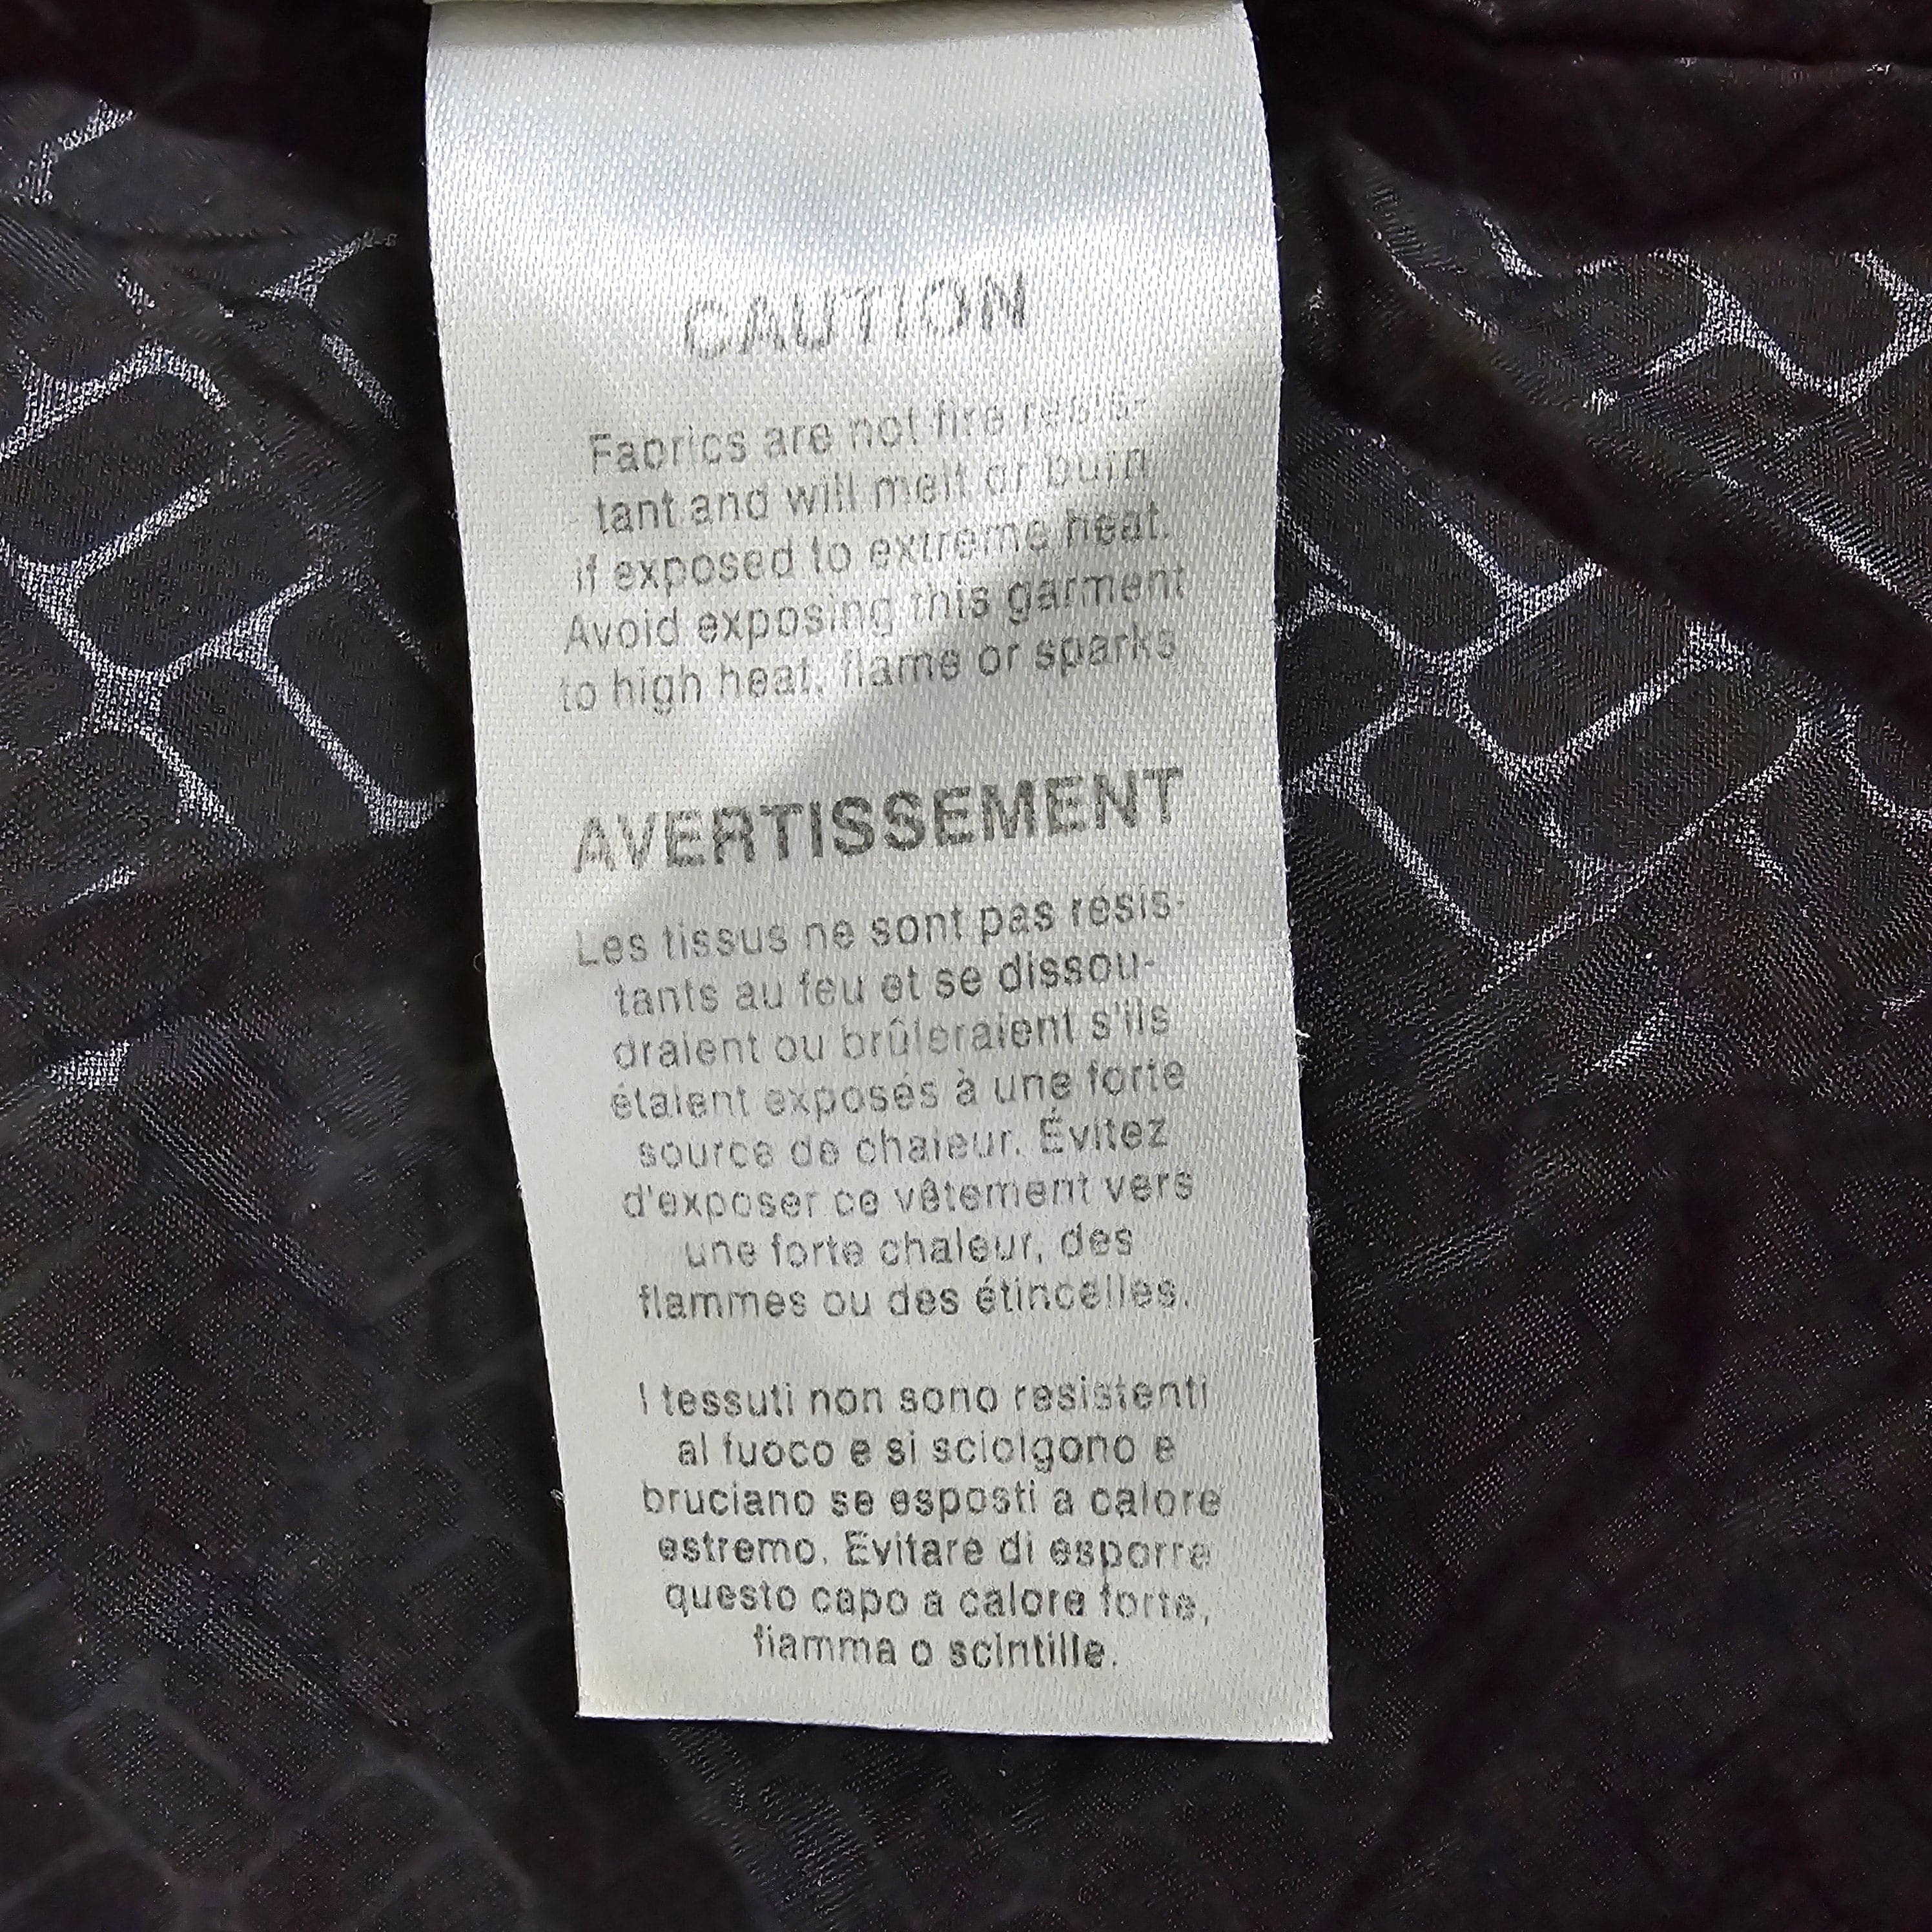 CAUTION
Fabrics are not fire resis-
tant and will melt or burn
if exposed to extreme heat.
Avoid exposing this garment
to high heat, flame or sparks
AVERTISSEMENT
Les tissus ne sont pas résis-
tants au feu et se dissou-
draient ou brûleraient s'ils
étaient exposés à une forte
source de chaleur. Évitez
d'exposer ce vêtement vers
une forte chaleur, des
flammes ou des étincelles.
I tessuti non sono resistenti
al fuoco e si sciolgono e
bruciano se esposti a calore
estremo. Evitare di esporre
questo capo a calore forte,
fiamma o scintille.